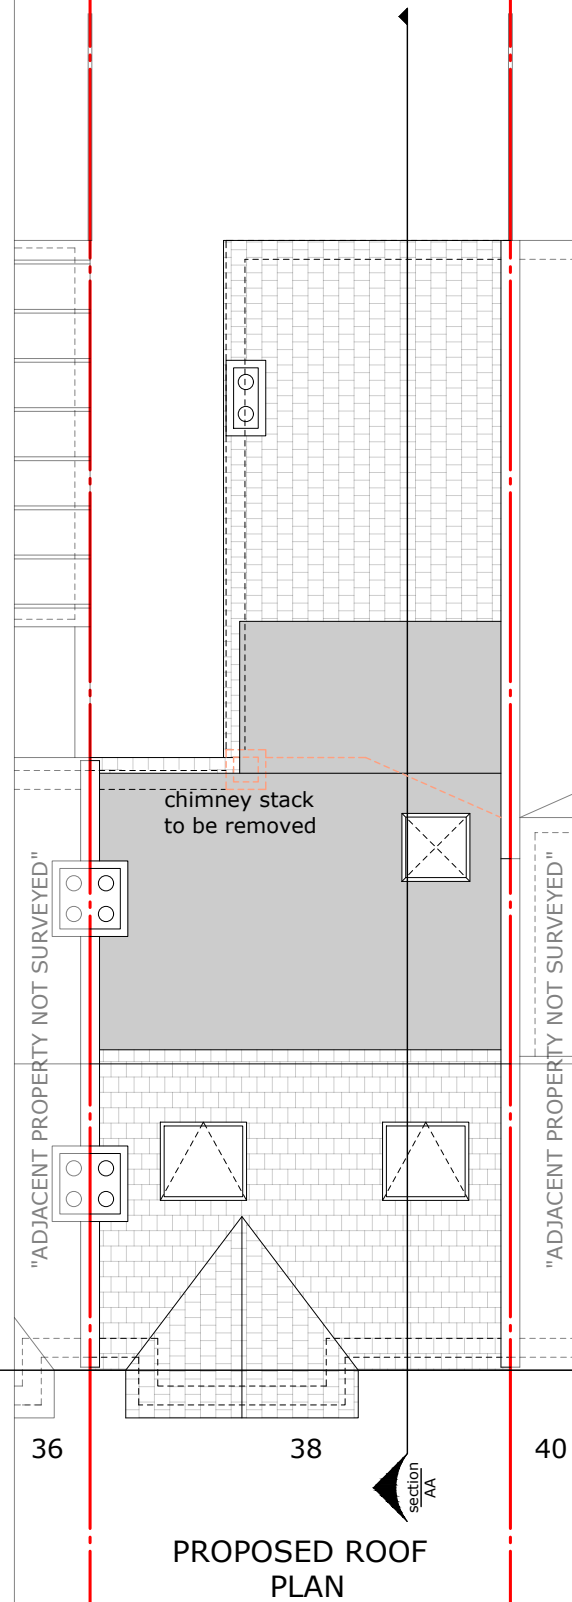 chimney stack
to be removed
"ADJACENT PROPERTY NOT SURVEYED"
"ADJACENT PROPERTY NOT SURVEYED"
36
38
40
section
AA
PROPOSED ROOF
PLAN